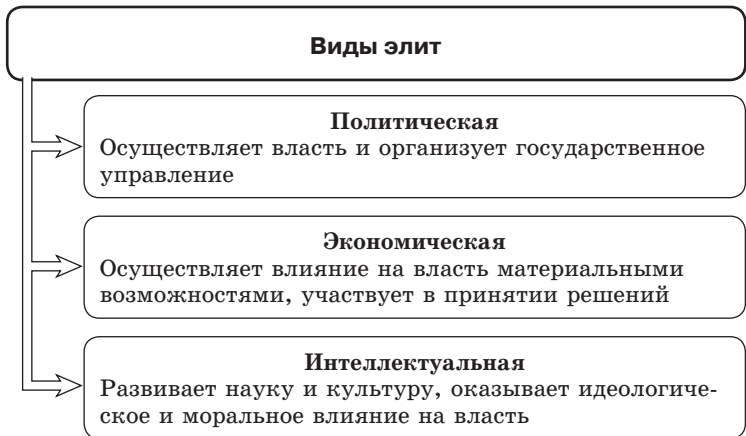 Виды элит
Политическая
Осуществляет власть и организует государственное
управление
Экономическая
Осуществляет влияние на власть материальными
возможностями, участвует в принятии решений
Интеллектуальная
Развивает науку и культуру, оказывает идеологиче-
ское и моральное влияние на власть